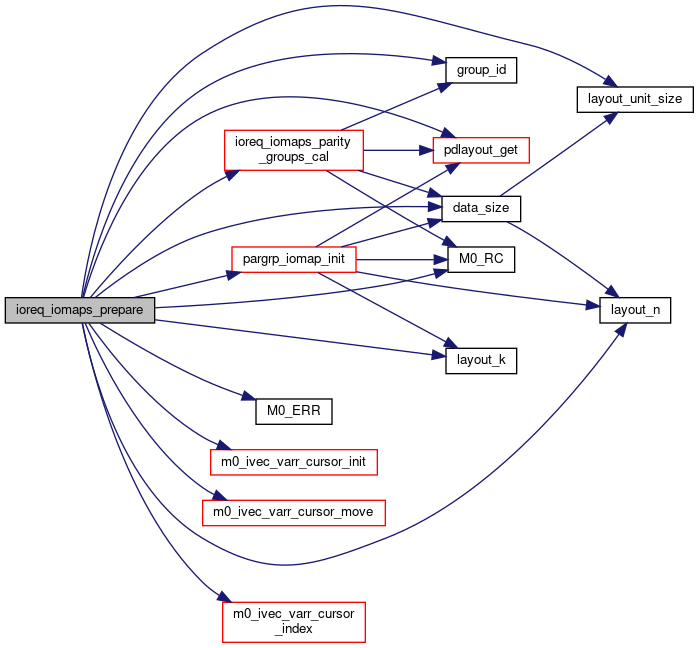 group_id
layout_unit_size
ioreq_iomaps_parity
_groups_cal
pdlayout_get
data_size
pargrp_iomap_init
M0_RC
ioreq_iomaps_prepare
layout_n
layout_k
M0_ERR
m0_ivec_varr_cursor_init
m0_ivec_varr_cursor_move
m0_ivec_varr_cursor
_index